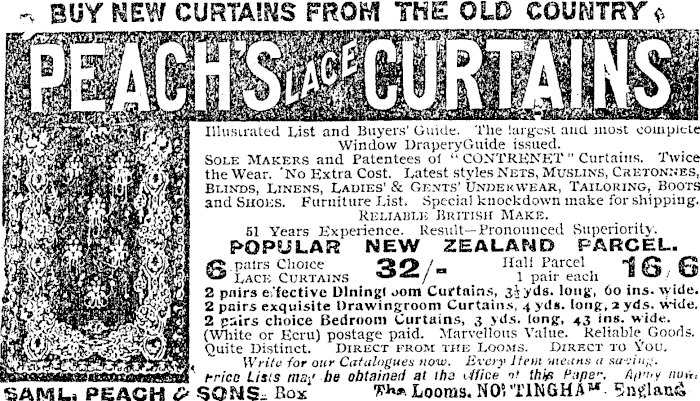 BUY NEW CURTAINS FROM THE OLD COUNTRY
PEACH'S LACE CURTAINS
Illustrated List and Buyers' Guide. The largest and most complete
Window DraperyGuide issued.
SOLE MAKERS and Patentees of "CONTRENET" Curtains. Twice
the Wear. No Extra Cost. Latest styles NETS, MUSLINS, CRETONNES,
BLINDS, LINENS, LADIES' & GENTS' UNDERWEAR, TAILORING, BOOTS
and SHOES. Furniture List. Special knockdown make for shipping.
RELIABLE BRITISH MAKE.
51 Years Experience. Result—Pronounced Superiority.
POPULAR NEW ZEALAND PARCEL.
6 pairs Choice LACE CURTAINS 32/- Half Parcel 1 pair each 16/6
2 pairs effective Diningroom Curtains, 3½ yds. long, 60 ins. wide.
2 pairs exquisite Drawingroom Curtains, 4 yds. long, 2 yds. wide.
2 pairs choice Bedroom Curtains, 3 yds. long, 43 ins. wide.
(White or Ecru) postage paid. Marvellous Value. Reliable Goods.
Quite Distinct. DIRECT FROM THE LOOMS. DIRECT TO YOU.
Write for our Catalogues now. Every Item means a saving.
Price Lists may be obtained at the office of this Paper. Apply now.
SAML. PEACH & SONS. Box The Looms. NOTTINGHAM. England